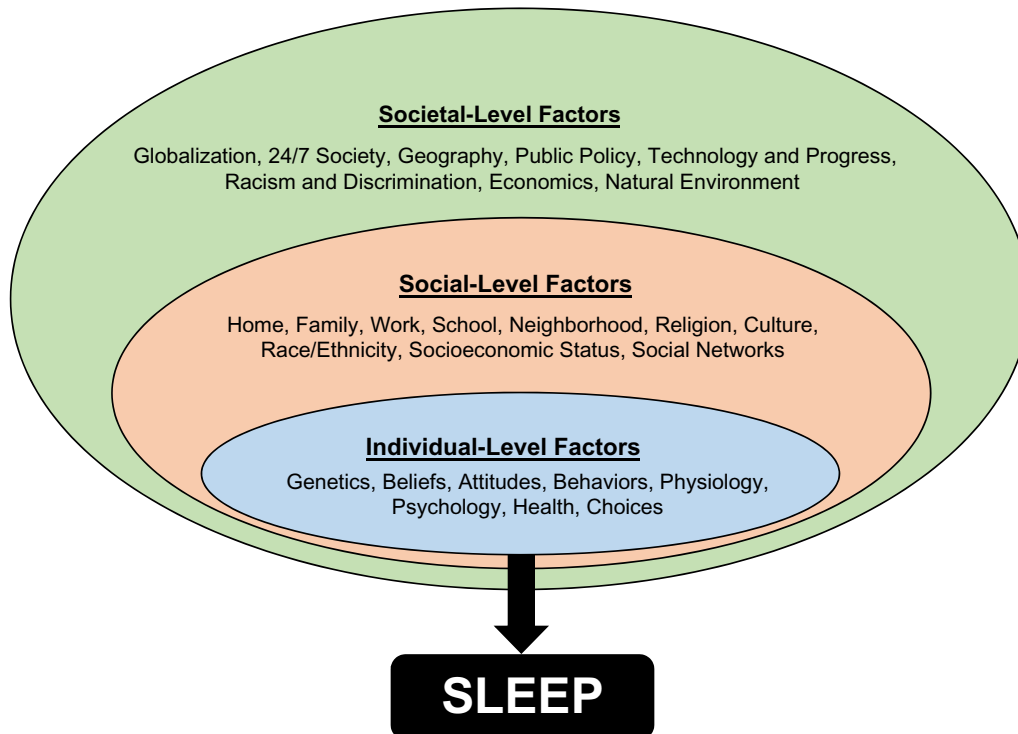 Societal-Level Factors
Globalization, 24/7 Society, Geography, Public Policy, Technology and Progress,
Racism and Discrimination, Economics, Natural Environment
Social-Level Factors
Home, Family, Work, School, Neighborhood, Religion, Culture,
Race/Ethnicity, Socioeconomic Status, Social Networks
Individual-Level Factors
Genetics, Beliefs, Attitudes, Behaviors, Physiology,
Psychology, Health, Choices
SLEEP